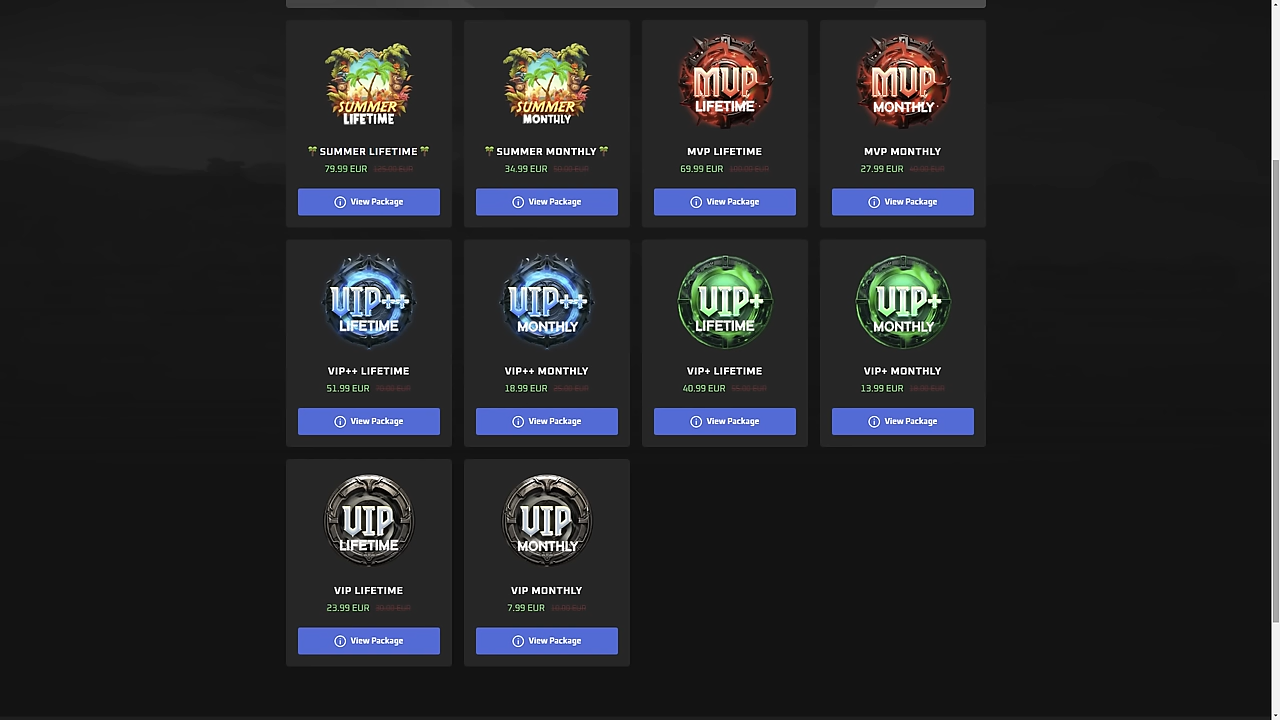 SUMMER
LIFETIME
🌴SUMMER LIFETIME🌴
79.99 EUR
View Package
SUMMER
MONTHLY
🌴SUMMER MONTHLY🌴
34.99 EUR
View Package
MVP
LIFETIME
MVP LIFETIME
69.99 EUR
View Package
MVP
MONTHLY
MVP MONTHLY
27.99 EUR
View Package
VIP++
LIFETIME
VIP++ LIFETIME
51.99 EUR
View Package
VIP++
MONTHLY
VIP++ MONTHLY
18.99 EUR
View Package
VIP+
LIFETIME
VIP+ LIFETIME
40.99 EUR
View Package
VIP+
MONTHLY
VIP+ MONTHLY
13.99 EUR
View Package
VIP
LIFETIME
VIP LIFETIME
23.99 EUR
View Package
VIP
MONTHLY
VIP MONTHLY
7.99 EUR
View Package